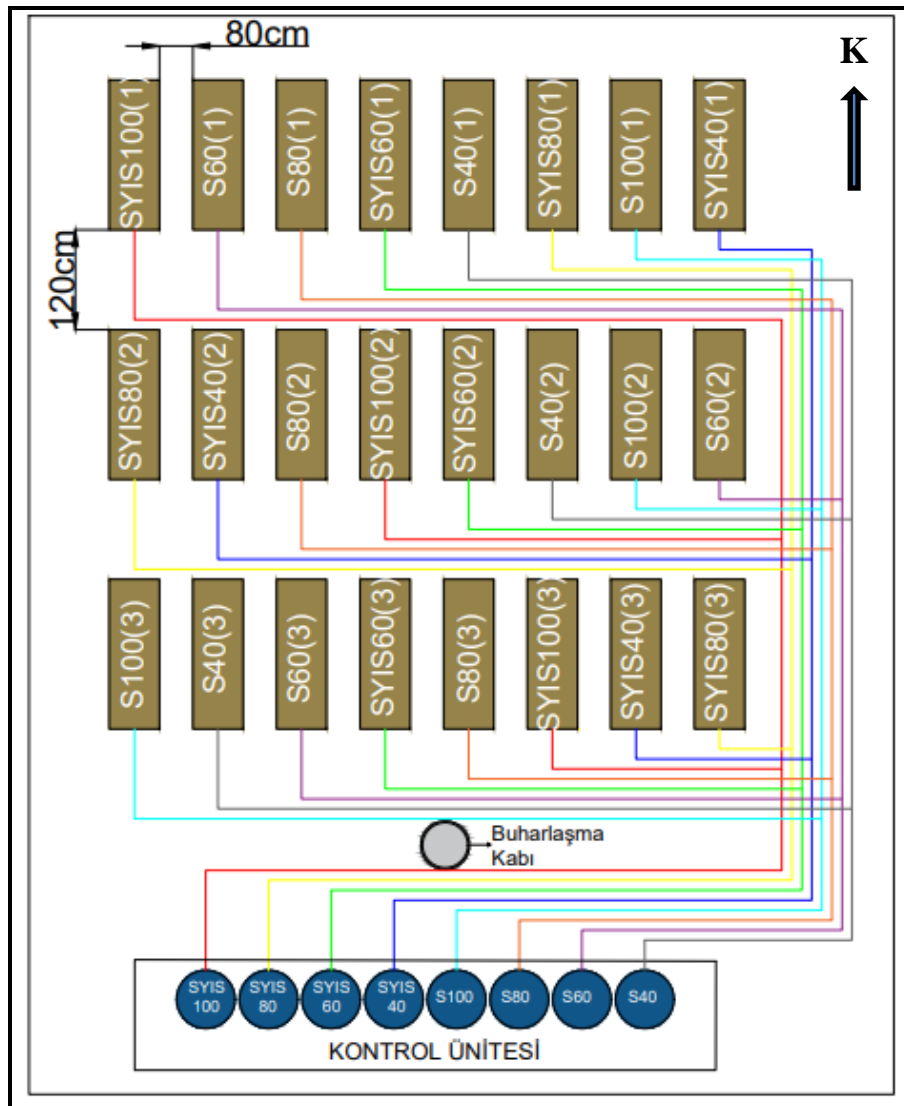 80cm
K
SYIS100(1)
S60(1)
S80(1)
SYIS60(1)
S40(1)
SYIS80(1)
S100(1)
SYIS40(1)
120cm
SYIS80(2)
SYIS40(2)
S80(2)
SYIS100(2)
SYIS60(2)
S40(2)
S100(2)
S60(2)
S100(3)
S40(3)
S60(3)
SYIS60(3)
S80(3)
SYIS100(3)
SYIS40(3)
SYIS80(3)
Buharlaşma
Kabı
SYIS
100
SYIS
80
SYIS
60
SYIS
40
S100
S80
S60
S40
KONTROL ÜNİTESİ